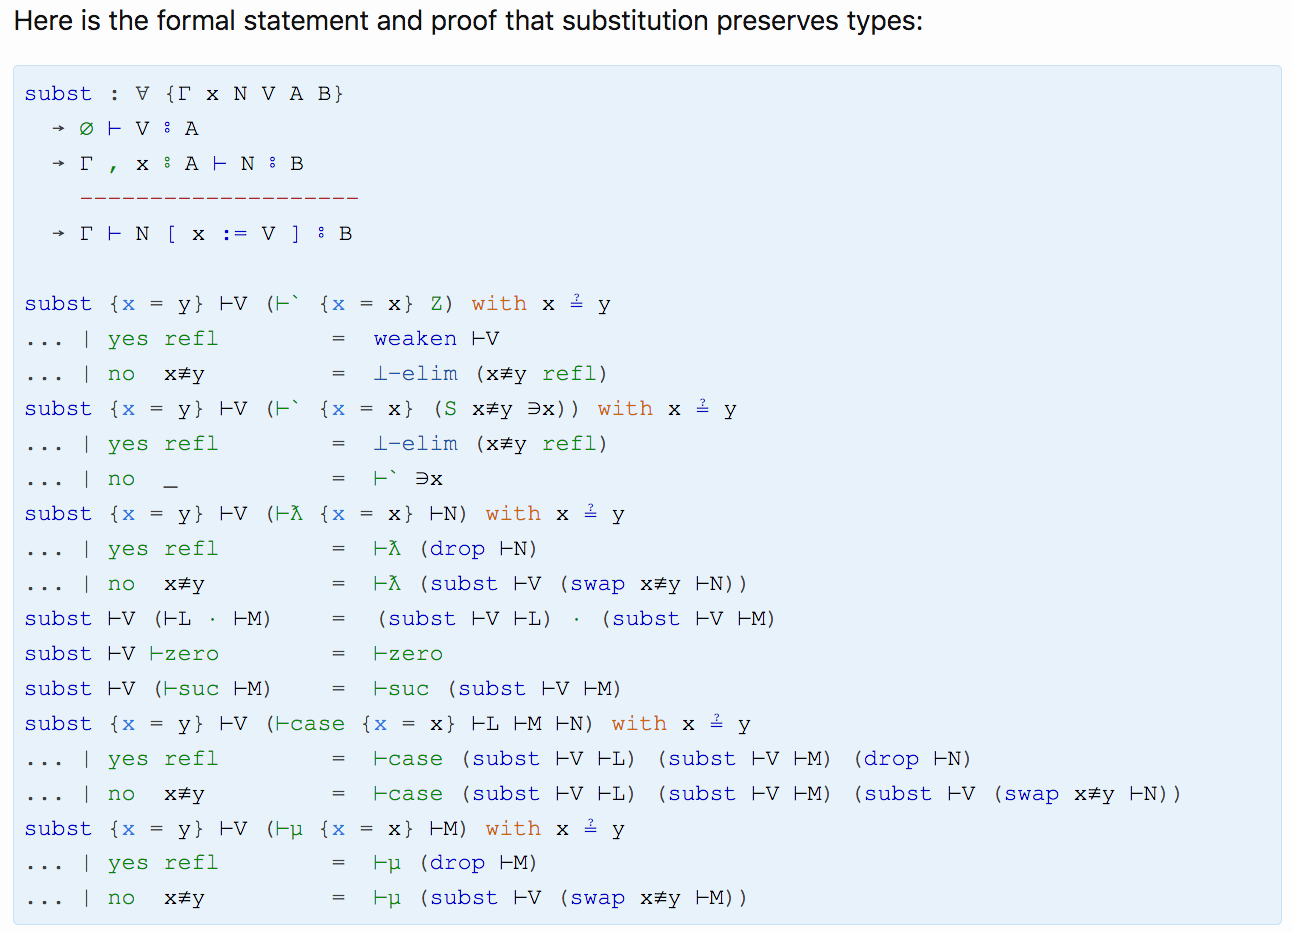 Here is the formal statement and proof that substitution preserves types:
subst : ∀ {Γ x N V A B}
  → ∅ ⊢ V ⦂ A
  → Γ , x ⦂ A ⊢ N ⦂ B
    --------------------
  → Γ ⊢ N [ x := V ] ⦂ B
subst {x = y} ⊢V (⊢` {x = x} Z) with x ≟ y
... | yes refl        =  weaken ⊢V
... | no  x≢y         =  ⊥-elim (x≢y refl)
subst {x = y} ⊢V (⊢` {x = x} (S x≢y ∋x)) with x ≟ y
... | yes refl        =  ⊥-elim (x≢y refl)
... | no  _           =  ⊢` ∋x
subst {x = y} ⊢V (⊢ƛ {x = x} ⊢N) with x ≟ y
... | yes refl        =  ⊢ƛ (drop ⊢N)
... | no  x≢y         =  ⊢ƛ (subst ⊢V (swap x≢y ⊢N))
subst ⊢V (⊢L · ⊢M)    =  (subst ⊢V ⊢L) · (subst ⊢V ⊢M)
subst ⊢V ⊢zero        =  ⊢zero
subst ⊢V (⊢suc ⊢M)    =  ⊢suc (subst ⊢V ⊢M)
subst {x = y} ⊢V (⊢case {x = x} ⊢L ⊢M ⊢N) with x ≟ y
... | yes refl        =  ⊢case (subst ⊢V ⊢L) (subst ⊢V ⊢M) (drop ⊢N)
... | no  x≢y         =  ⊢case (subst ⊢V ⊢L) (subst ⊢V ⊢M) (subst ⊢V (swap x≢y ⊢N))
subst {x = y} ⊢V (⊢μ {x = x} ⊢M) with x ≟ y
... | yes refl        =  ⊢μ (drop ⊢M)
... | no  x≢y         =  ⊢μ (subst ⊢V (swap x≢y ⊢M))